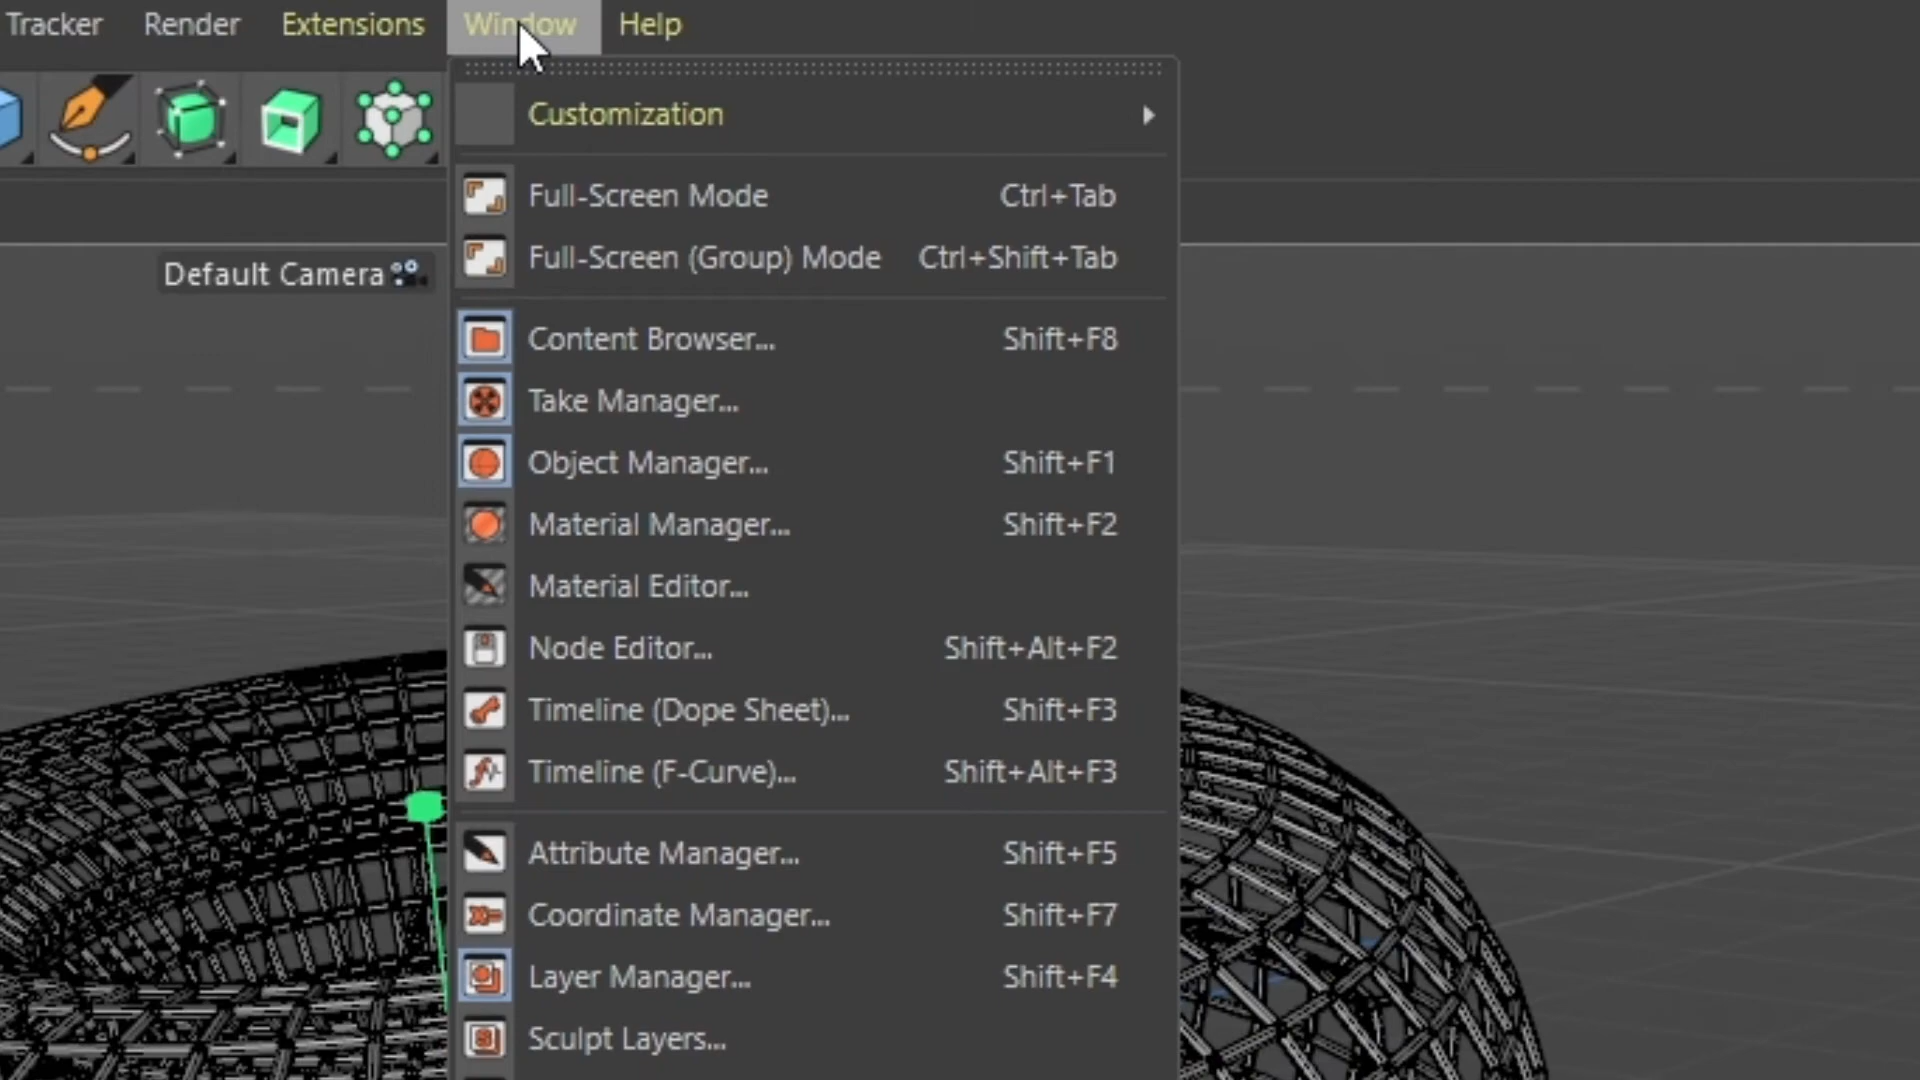 Tracker Render Extensions Window Help
Customization
Full-Screen Mode Ctrl+Tab
Full-Screen (Group) Mode Ctrl+Shift+Tab
Default Camera
Content Browser... Shift+F8
Take Manager...
Object Manager... Shift+F1
Material Manager... Shift+F2
Material Editor...
Node Editor... Shift+Alt+F2
Timeline (Dope Sheet)... Shift+F3
Timeline (F-Curve)... Shift+Alt+F3
Attribute Manager... Shift+F5
Coordinate Manager... Shift+F7
Layer Manager... Shift+F4
Sculpt Layers...